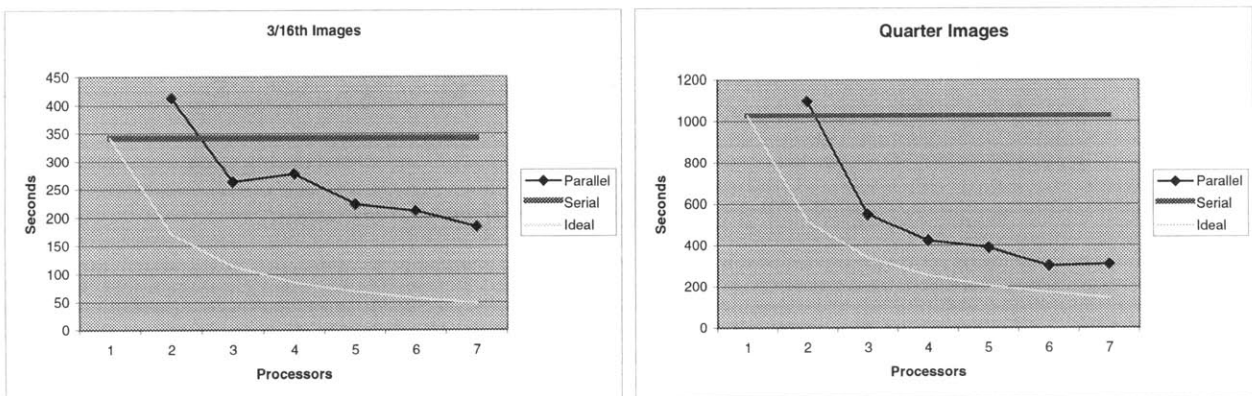 3/16th Images
450
400
350
300
250
200
150
100
50
0
Seconds
1 2 3 4 5 6 7
Processors
Parallel
Serial
Ideal
Quarter Images
1200
1000
800
600
400
200
0
Seconds
1 2 3 4 5 6 7
Processors
Parallel
Serial
Ideal